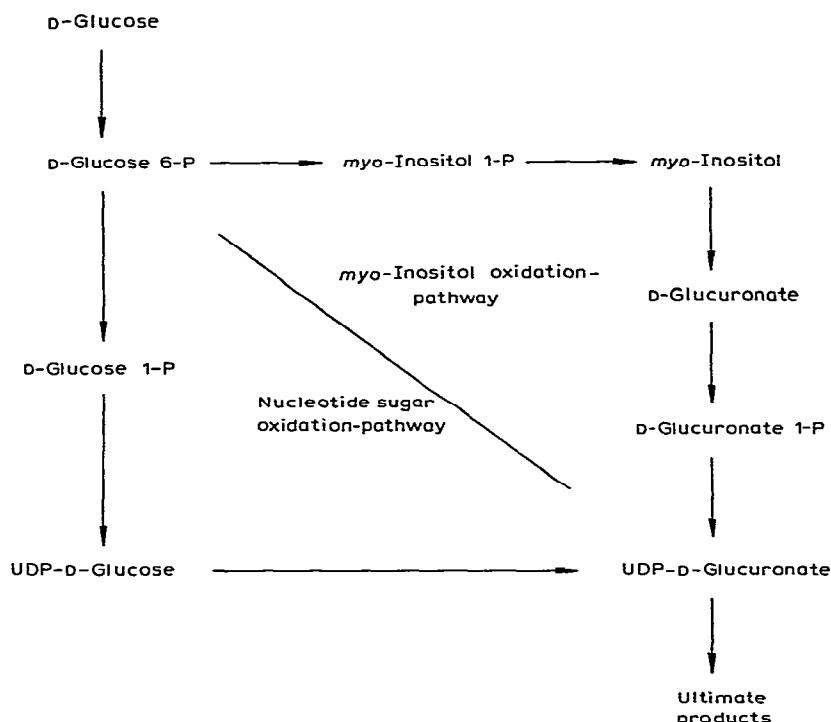 D-Glucose
D-Glucose 6-P
myo-Inositol 1-P
myo-Inositol
myo-Inositol oxidation-
pathway
D-Glucuronate
D-Glucose 1-P
Nucleotide sugar
oxidation-pathway
D-Glucuronate 1-P
UDP-D-Glucose
UDP-D-Glucuronate
Ultimate
products